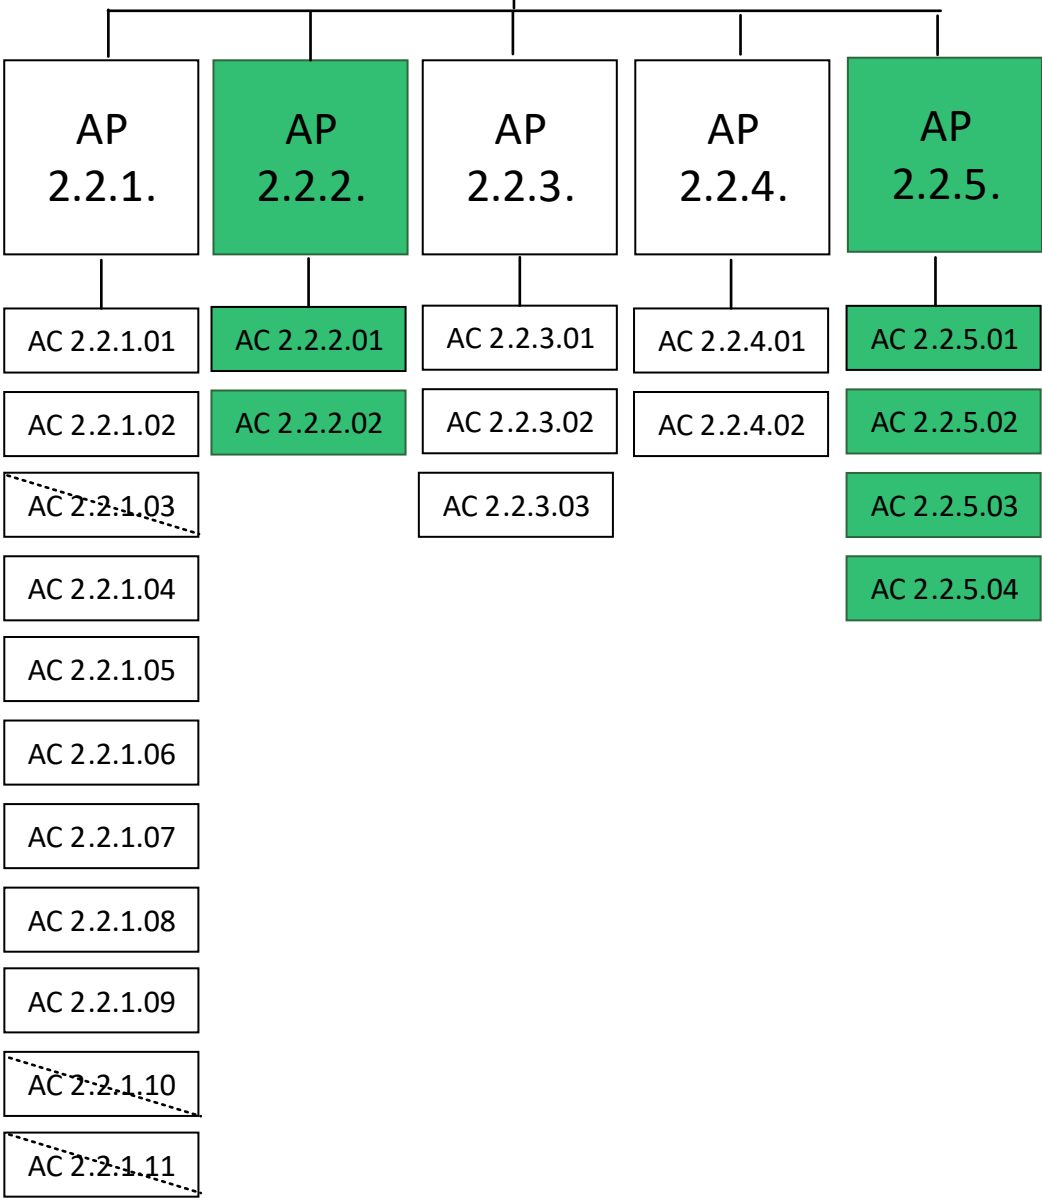 AP
2.2.1.
AP
2.2.2.
AP
2.2.3.
AP
2.2.4.
AP
2.2.5.
AC 2.2.1.01
AC 2.2.1.02
AC 2.2.1.03
AC 2.2.1.04
AC 2.2.1.05
AC 2.2.1.06
AC 2.2.1.07
AC 2.2.1.08
AC 2.2.1.09
AC 2.2.1.10
AC 2.2.1.11
AC 2.2.2.01
AC 2.2.2.02
AC 2.2.3.01
AC 2.2.3.02
AC 2.2.3.03
AC 2.2.4.01
AC 2.2.4.02
AC 2.2.5.01
AC 2.2.5.02
AC 2.2.5.03
AC 2.2.5.04